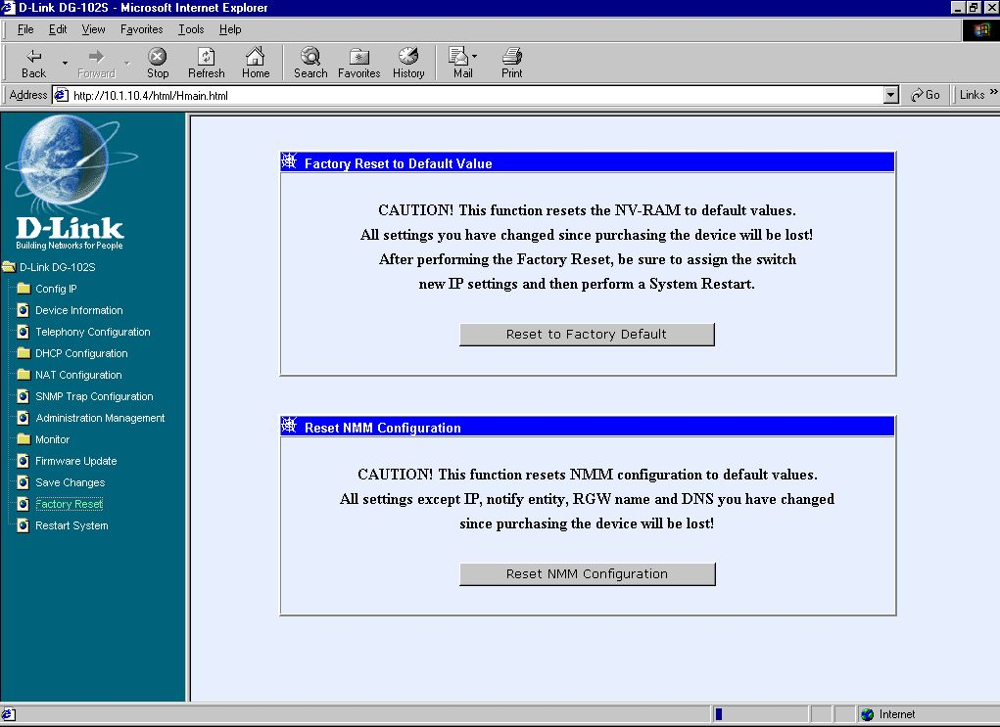 D-Link DG-102S - Microsoft Internet Explorer
File Edit View Favorites Tools Help
Back Forward Stop Refresh Home Search Favorites History Mail Print
Address http://10.1.10.4/html/Hmain.html Go Links »
D-Link
Building Networks for People
D-Link DG-102S
Config IP
Device Information
Telephony Configuration
DHCP Configuration
NAT Configuration
SNMP Trap Configuration
Administration Management
Monitor
Firmware Update
Save Changes
Factory Reset
Restart System
Factory Reset to Default Value
CAUTION! This function resets the NV-RAM to default values.
All settings you have changed since purchasing the device will be lost!
After performing the Factory Reset, be sure to assign the switch
new IP settings and then perform a System Restart.
Reset to Factory Default
Reset NMM Configuration
CAUTION! This function resets NMM configuration to default values.
All settings except IP, notify entity, RGW name and DNS you have changed
since purchasing the device will be lost!
Reset NMM Configuration
Internet